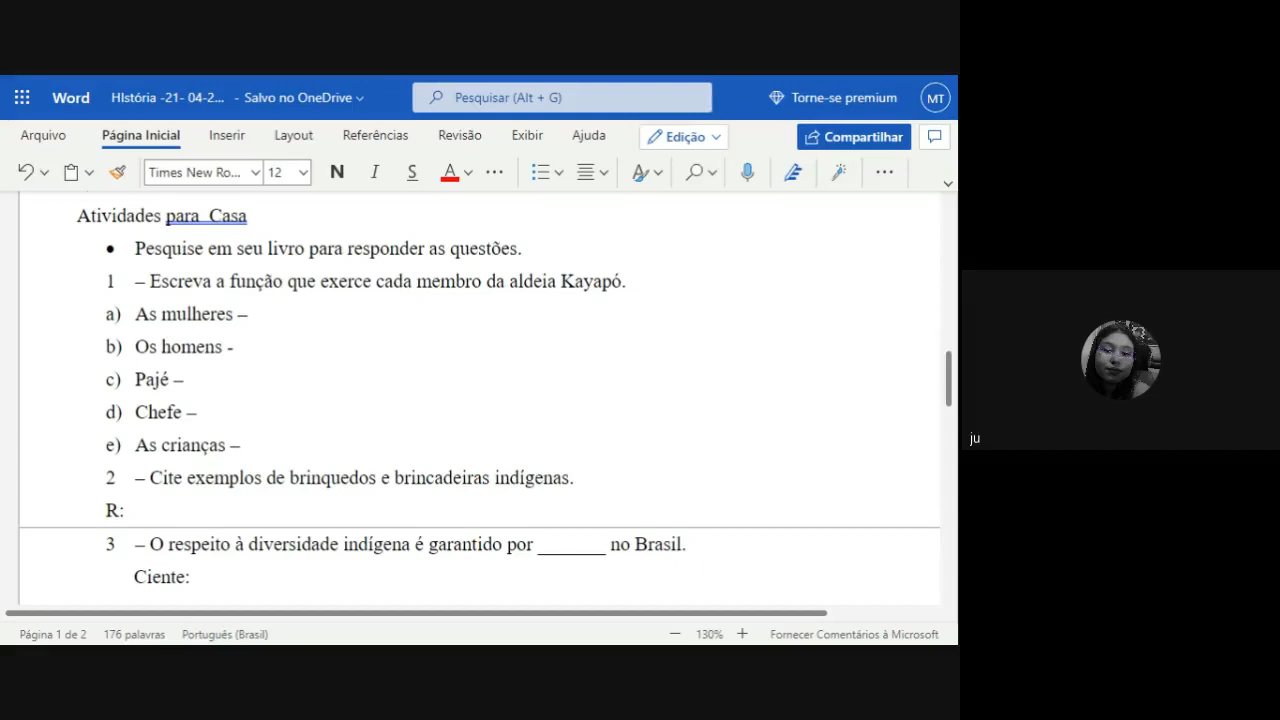 Word HIstória -21- 04-2... - Salvo no OneDrive Pesquisar (Alt + G) Torne-se premium MT
Arquivo Página Inicial Inserir Layout Referências Revisão Exibir Ajuda Edição Compartilhar
Times New Ro... 12 N I S A ... ...
Atividades para Casa
• Pesquise em seu livro para responder as questões.
1 – Escreva a função que exerce cada membro da aldeia Kayapó.
a) As mulheres –
b) Os homens -
c) Pajé –
d) Chefe –
e) As crianças –
2 – Cite exemplos de brinquedos e brincadeiras indígenas.
R:
3 – O respeito à diversidade indígena é garantido por _______ no Brasil.
Ciente:
Página 1 de 2 176 palavras Português (Brasil) — 130% + Fornecer Comentários à Microsoft
ju